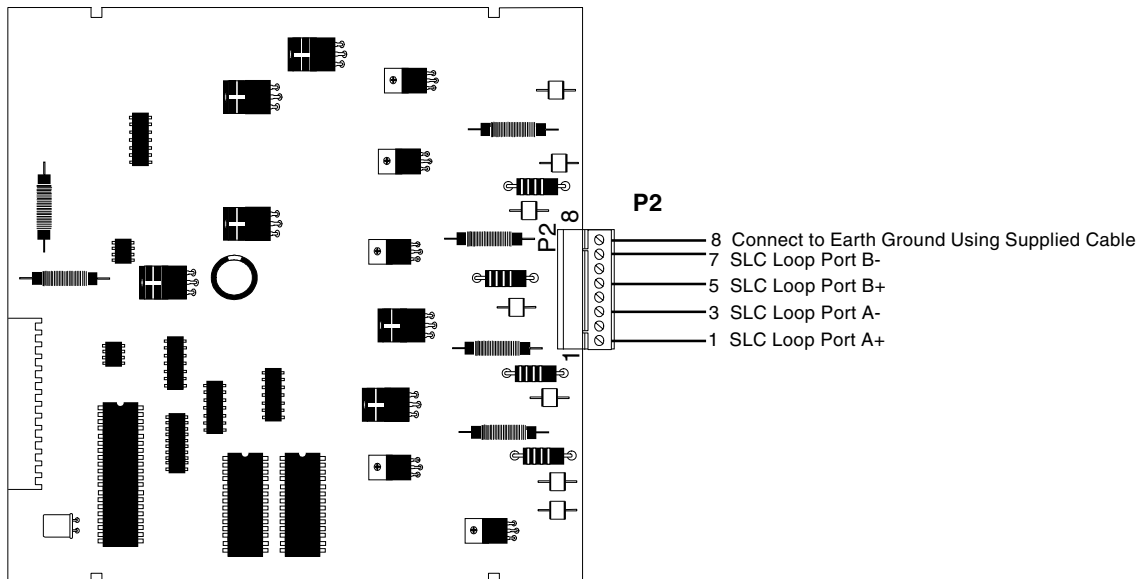 P2
P2 8
8 Connect to Earth Ground Using Supplied Cable
7 SLC Loop Port B-
5 SLC Loop Port B+
3 SLC Loop Port A-
1 SLC Loop Port A+
1